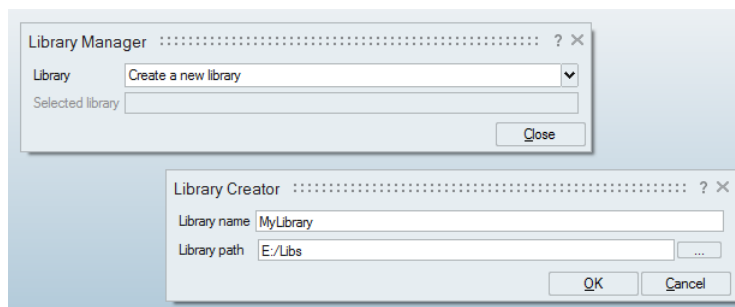 Library Manager ? ×
Library Create a new library
Selected library
Close
Library Creator ? ×
Library name MyLibrary
Library path E:/Libs ...
OK Cancel